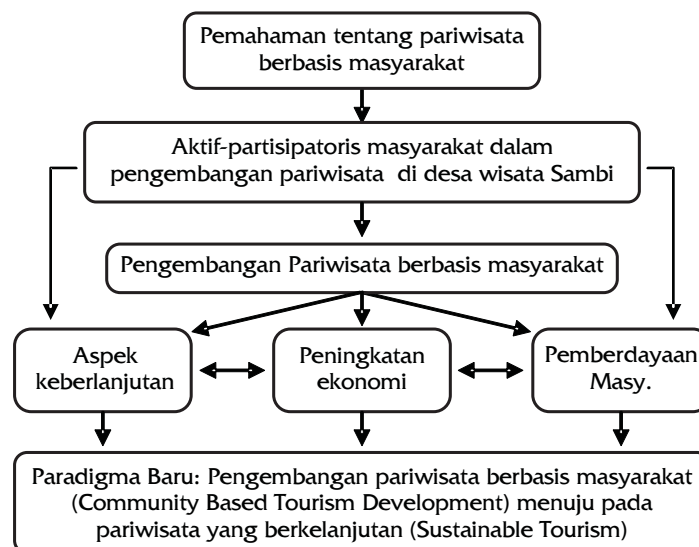 Pemahaman tentang pariwisata
berbasis masyarakat
Aktif-partisipatoris masyarakat dalam
pengembangan pariwisata di desa wisata Sambi
Pengembangan Pariwisata berbasis masyarakat
Aspek
keberlanjutan
Peningkatan
ekonomi
Pemberdayaan
Masy.
Paradigma Baru: Pengembangan pariwisata berbasis masyarakat
(Community Based Tourism Development) menuju pada
pariwisata yang berkelanjutan (Sustainable Tourism)